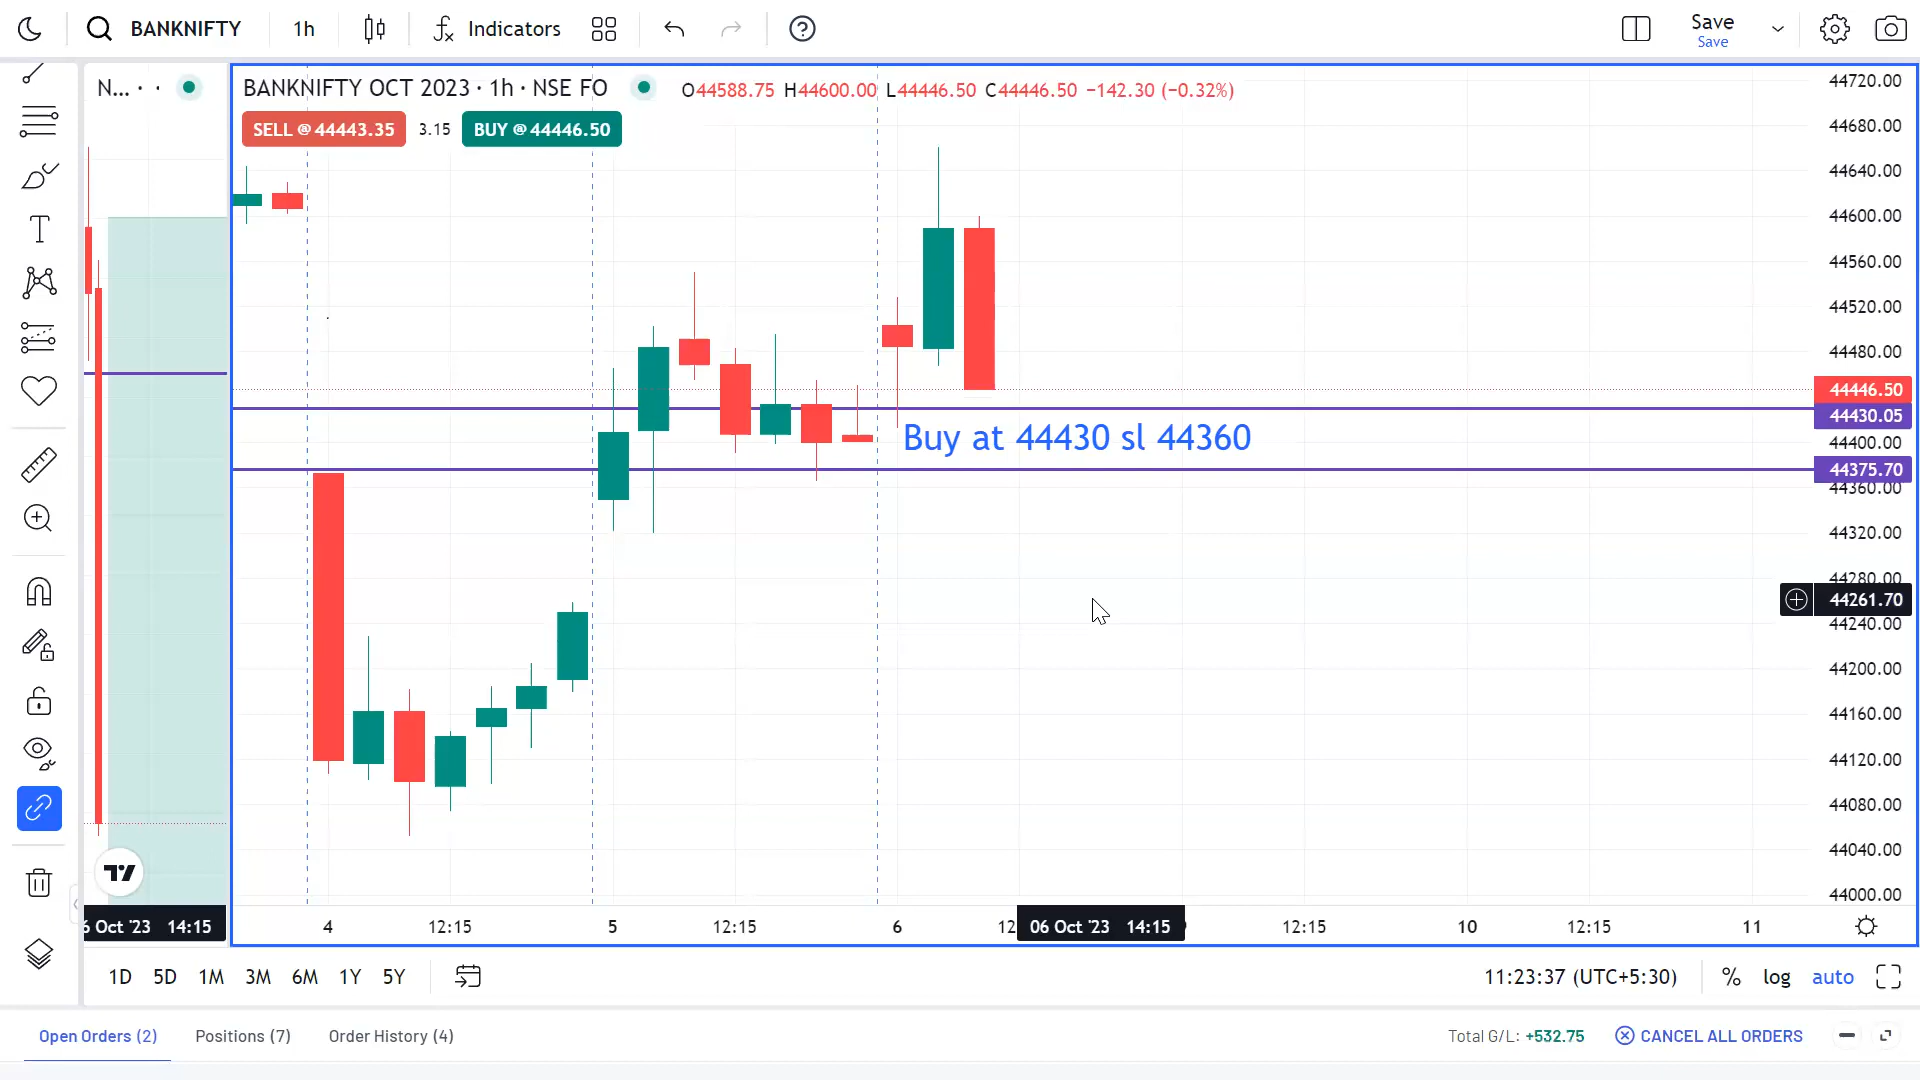 BANKNIFTY 1h Indicators Save
Save
N... · · BANKNIFTY OCT 2023 · 1h · NSE FO O44588.75 H44600.00 L44446.50 C44446.50 −142.30 (−0.32%)
SELL @ 44443.35 3.15 BUY @ 44446.50
44720.00
44680.00
44640.00
44600.00
44560.00
44520.00
44480.00
44446.50
44430.05
44400.00
Buy at 44430 sl 44360
44375.70
44360.00
44320.00
44280.00
44261.70
44240.00
44200.00
44160.00
44120.00
44080.00
44040.00
44000.00
6 Oct '23 14:15 4 12:15 5 12:15 6 12 06 Oct '23 14:15 12:15 10 12:15 11
1D 5D 1M 3M 6M 1Y 5Y 11:23:37 (UTC+5:30) % log auto
Open Orders (2) Positions (7) Order History (4) Total G/L: +532.75 CANCEL ALL ORDERS